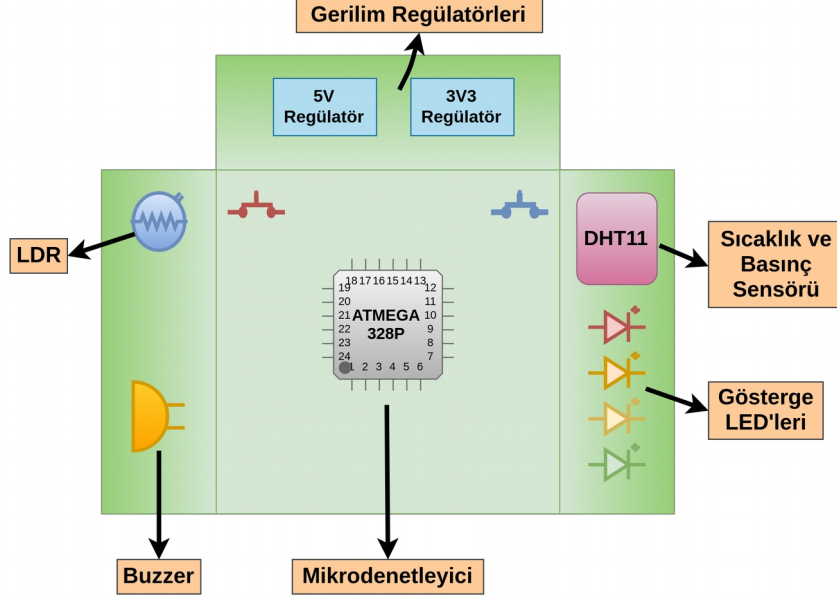 Gerilim Regülatörleri
5V
Regülatör
3V3
Regülatör
LDR
DHT11
Sıcaklık ve
Basınç
Sensörü
18 17 16 15 14 13
19 12
20 11
21 ATMEGA 10
22 328P 9
23 8
24 7
1 2 3 4 5 6
Gösterge
LED'leri
Buzzer
Mikrodenetleyici